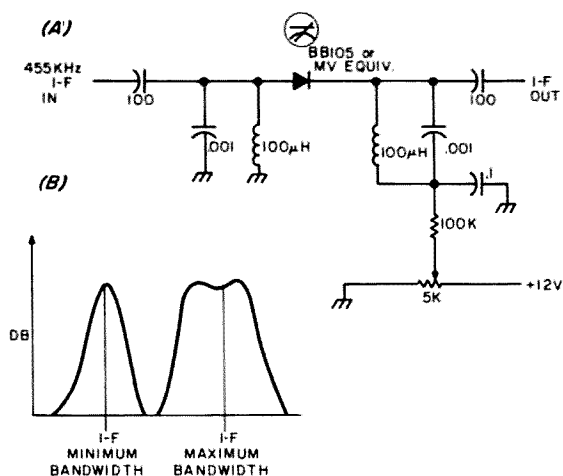 (A)
BB105 or
MV EQUIV.
455KHz
I-F
IN
100
.001
100µH
100µH
.001
100
I-F
OUT
.1
100K
5K
+12V
(B)
DB
I-F
MINIMUM
BANDWIDTH
I-F
MAXIMUM
BANDWIDTH